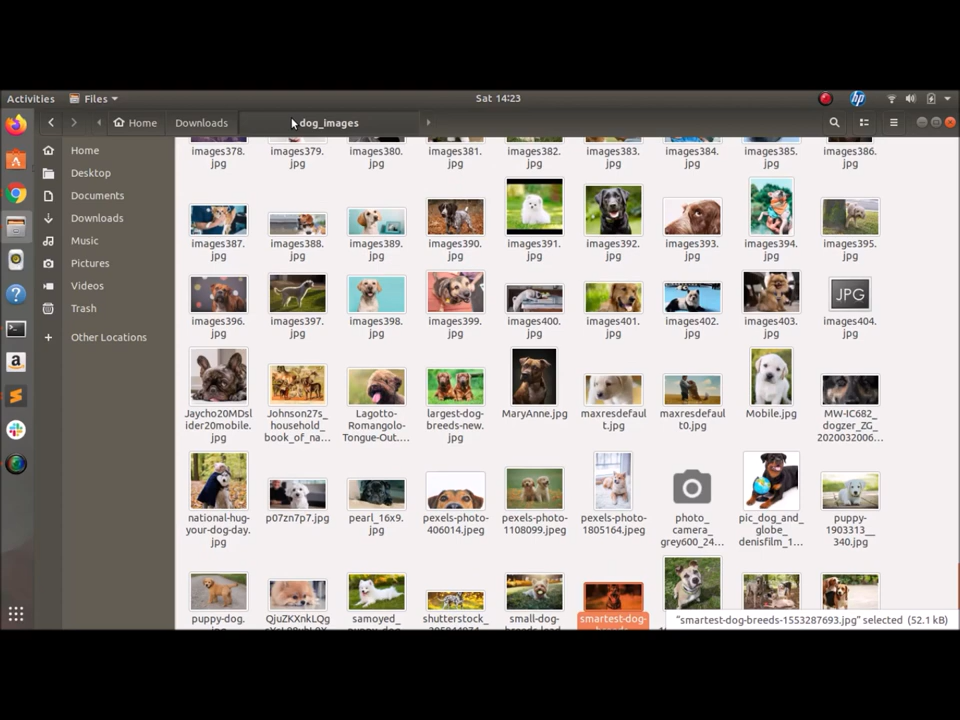 Activities Files Sat 14:23
Home Downloads dog_images
Home
Desktop
Documents
Downloads
Music
Pictures
Videos
Trash
Other Locations
images378.
jpg
images379.
jpg
images380.
jpg
images381.
jpg
images382.
jpg
images383.
jpg
images384.
jpg
images385.
jpg
images386.
jpg
images387.
jpg
images388.
jpg
images389.
jpg
images390.
jpg
images391.
jpg
images392.
jpg
images393.
jpg
images394.
jpg
images395.
jpg
images396.
jpg
images397.
jpg
images398.
jpg
images399.
jpg
images400.
jpg
images401.
jpg
images402.
jpg
images403.
jpg
JPG
images404.
jpg
Jaycho20MDsl
ider20mobile.
jpg
Johnson27s_
household_
book_of_na...
Lagotto-
Romangolo-
Tongue-Out....
largest-dog-
breeds-new.
jpg
MaryAnne.jpg
maxresdefaul
t.jpg
maxresdefaul
t0.jpg
Mobile.jpg
MW-IC682_
dogzer_ZG_
2020032006...
national-hug-
your-dog-day.
jpg
p07zn7p7.jpg
pearl_16x9.
jpg
pexels-photo-
406014.jpeg
pexels-photo-
1108099.jpeg
pexels-photo-
1805164.jpeg
photo_
camera_
grey600_24...
pic_dog_and_
globe_
denisfilm_1...
puppy-
1903313__
340.jpg
puppy-dog.
QjuZKXnkLQg
samoyed_
shutterstock_
small-dog-
smartest-dog-
"smartest-dog-breeds-1553287693.jpg" selected (52.1 kB)